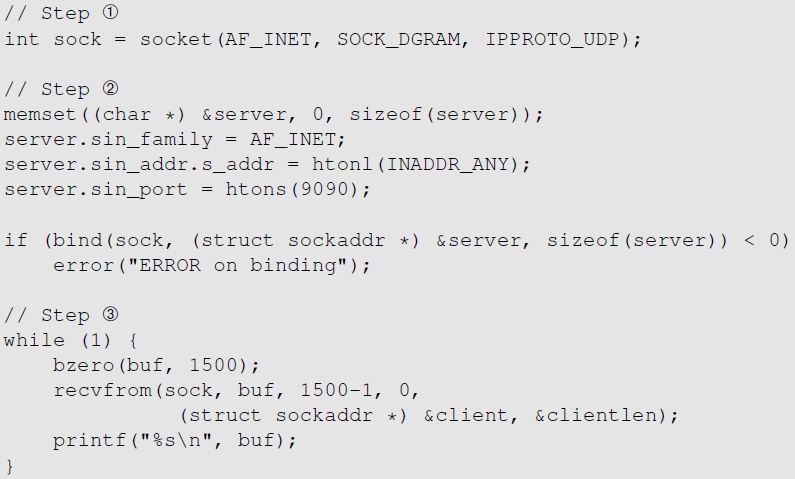 // Step ①
int sock = socket(AF_INET, SOCK_DGRAM, IPPROTO_UDP);
// Step ②
memset((char *) &server, 0, sizeof(server));
server.sin_family = AF_INET;
server.sin_addr.s_addr = htonl(INADDR_ANY);
server.sin_port = htons(9090);
if (bind(sock, (struct sockaddr *) &server, sizeof(server)) < 0)
    error("ERROR on binding");
// Step ③
while (1) {
    bzero(buf, 1500);
    recvfrom(sock, buf, 1500-1, 0,
              (struct sockaddr *) &client, &clientlen);
    printf("%s\n", buf);
}